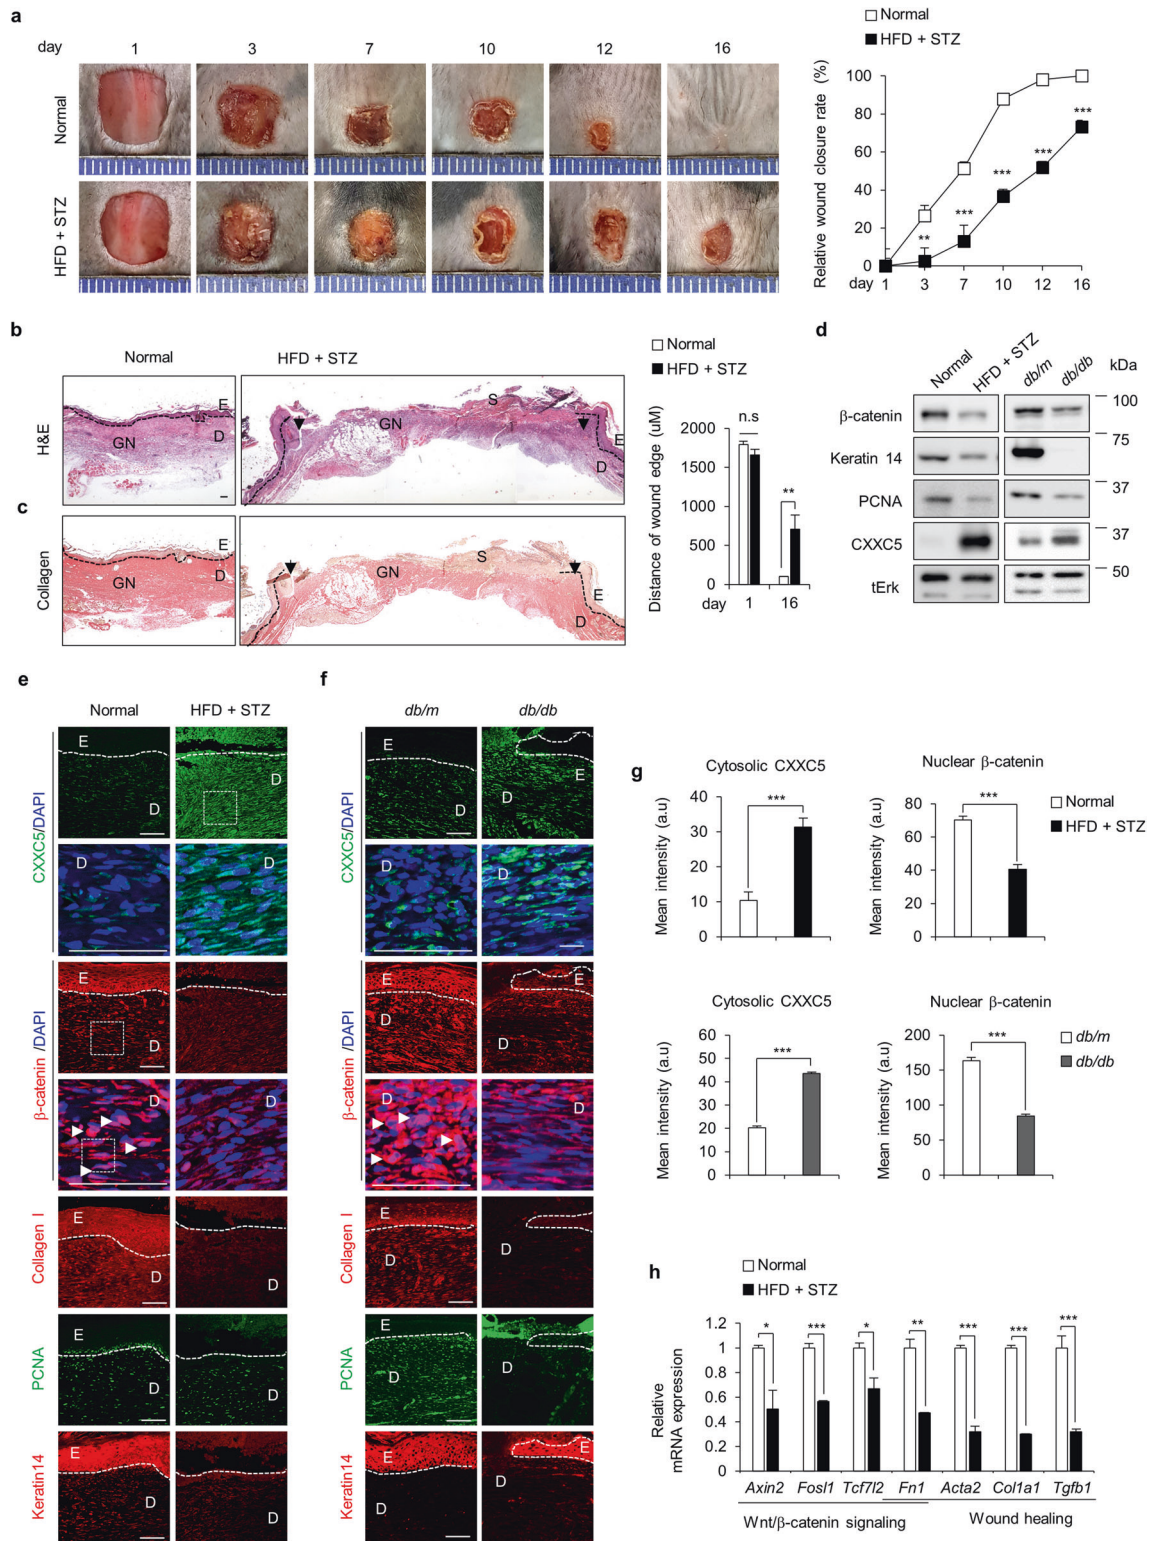 a
day 1 3 7 10 12 16
Normal
HFD + STZ
Normal
HFD + STZ
Relative wound closure rate (%)
100
80
60
40
20
0
** *** *** *** ***
day 1 3 7 10 12 16
b
Normal HFD + STZ
H&E
E
GN
D
S
GN
E
D
c
Collagen
E
GN
D
S
GN
E
D
Normal
HFD + STZ
Distance of wound edge (uM)
2000
1500
1000
500
0
n.s
**
day 1 16
d
Normal HFD + STZ db/m db/db kDa
β-catenin 100
Keratin 14 75
PCNA 37
CXXC5 37
tErk 50
e
Normal HFD + STZ
CXXC5/DAPI
E
D
D
D
D
β-catenin /DAPI
E
D
D
D
Collagen I
E
D
D
PCNA
E
D
D
Keratin14
E
D
D
f
db/m db/db
CXXC5/DAPI
E
D
E
D
D
D
β-catenin/DAPI
E
D
E
D
D
D
Collagen I
E
D
D
PCNA
E
D
D
Keratin14
E
D
E
D
g
Cytosolic CXXC5
Mean intensity (a.u)
40
30
20
10
0
***
Nuclear β-catenin
Mean intensity (a.u)
80
60
40
20
0
***
Normal
HFD + STZ
Cytosolic CXXC5
Mean intensity (a.u)
60
50
40
30
20
10
0
***
Nuclear β-catenin
Mean intensity (a.u)
200
150
100
50
0
***
db/m
db/db
h
Normal
HFD + STZ
Relative
mRNA expression
1.2
1
0.8
0.6
0.4
0.2
0
* *** * ** *** *** ***
Axin2 Fosl1 Tcf7l2 Fn1 Acta2 Col1a1 Tgfb1
Wnt/β-catenin signaling Wound healing